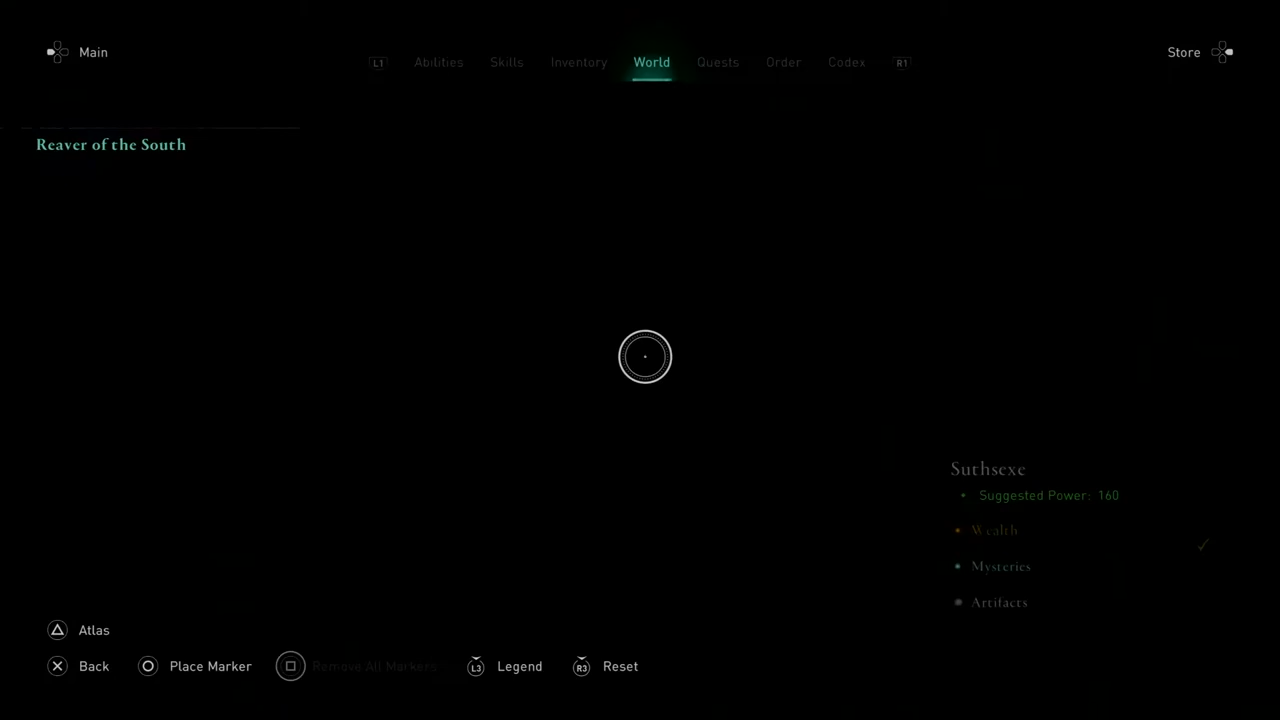 Main
L1 Abilities Skills Inventory World Quests Order Codex R1
Store
Reaver of the South
Suthsexe
Suggested Power: 160
Wealth
Mysteries
Artifacts
Atlas
Back Place Marker Remove All Markers L3 Legend R3 Reset